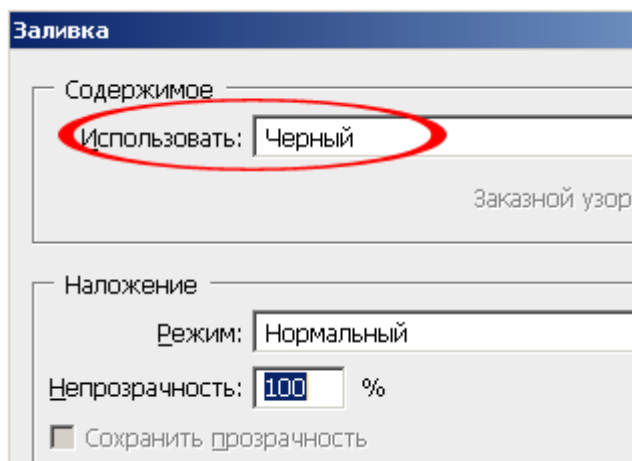 Заливка
Содержимое
Использовать: Черный
Заказной узор
Наложение
Режим: Нормальный
Непрозрачность: 100 %
Сохранить прозрачность